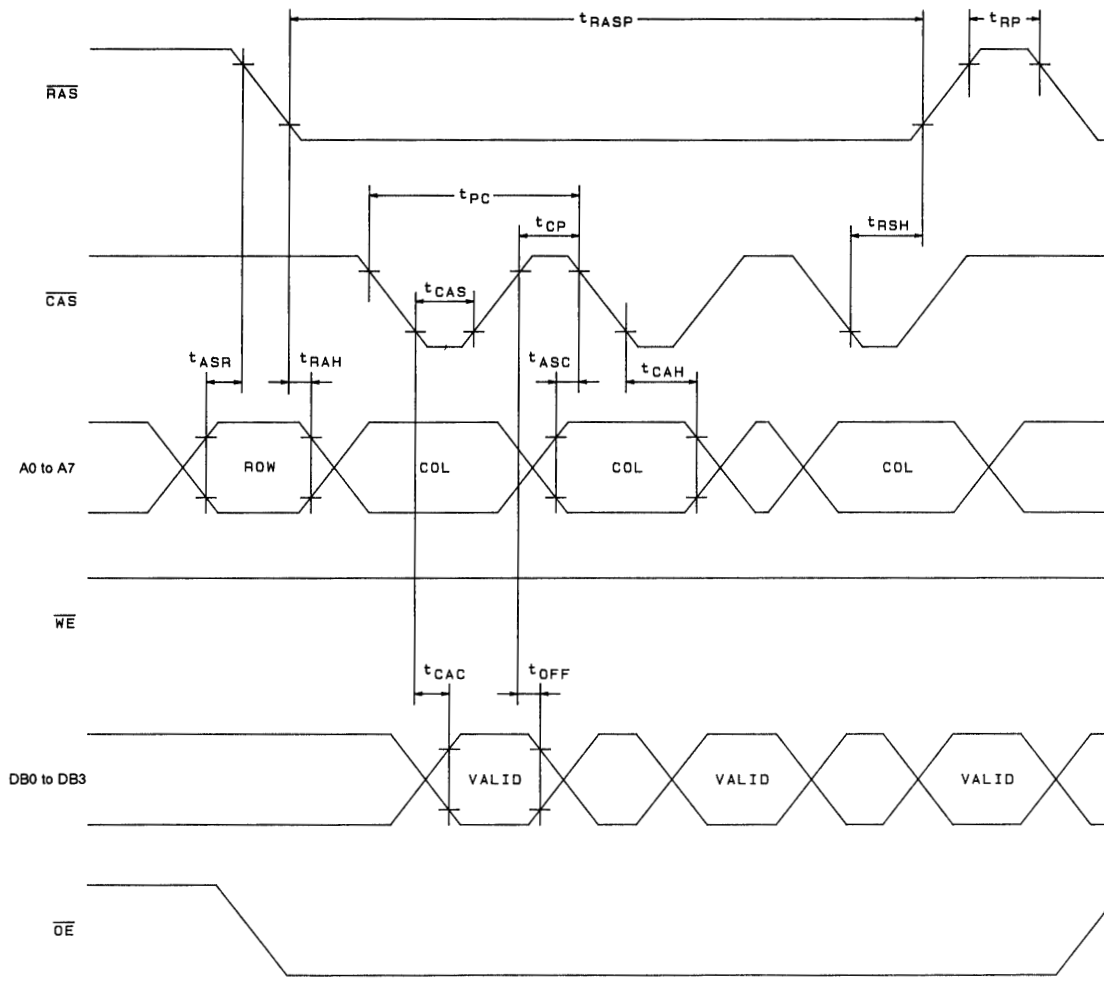 tRASP
tRP
RAS
tPC
tCP
tRSH
CAS
tCAS
tASR
tRAH
tASC
tCAH
A0 to A7
ROW
COL
COL
COL
WE
tCAC
tOFF
DB0 to DB3
VALID
VALID
VALID
OE